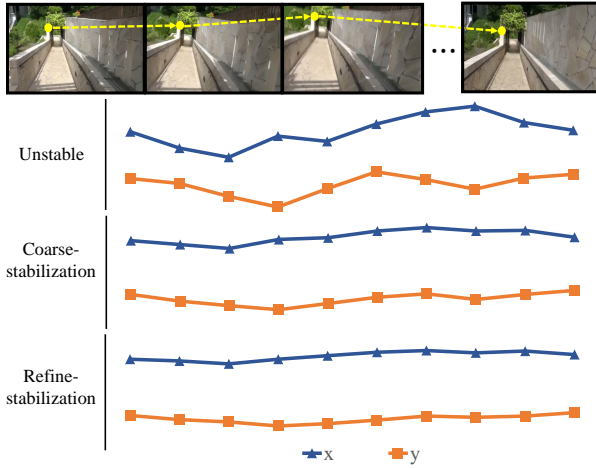 Unstable
Coarse-
stabilization
Refine-
stabilization
x y